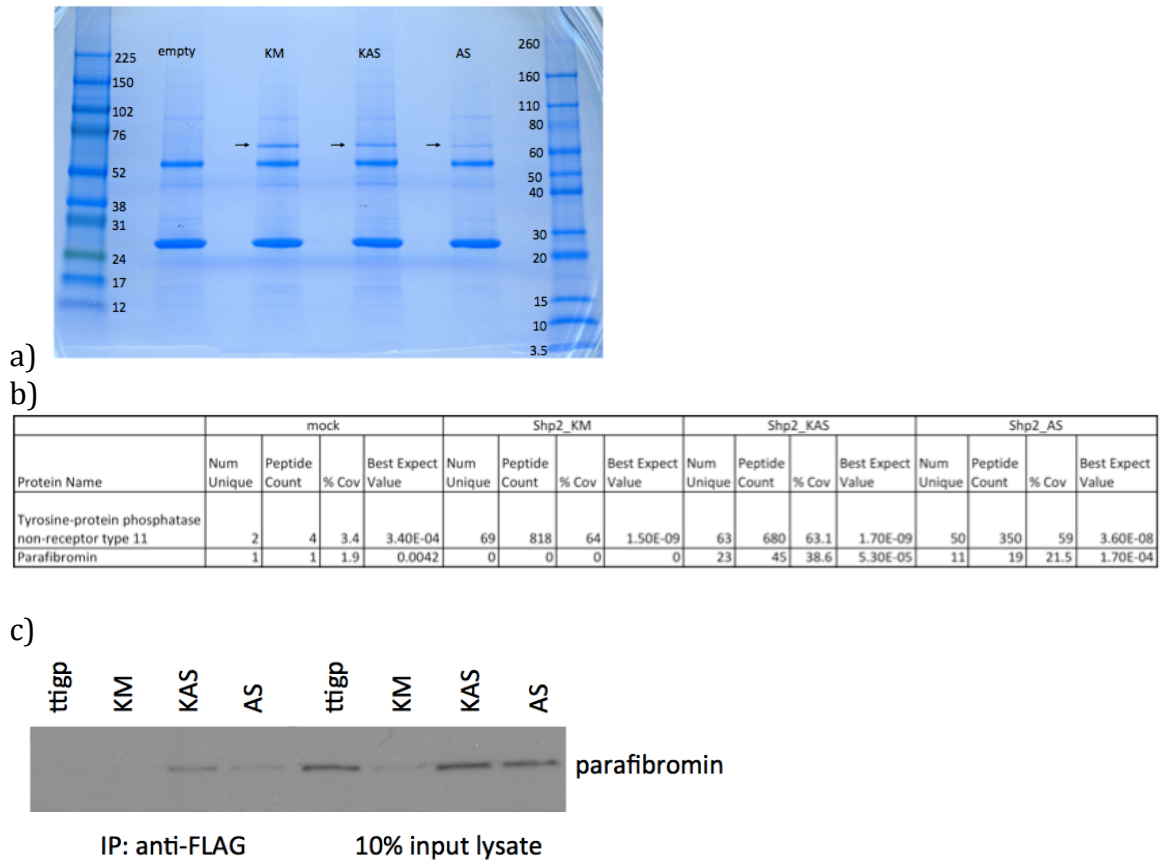 empty KM KAS AS
225
150
102
76
52
38
31
24
17
12
260
160
110
80
60
50
40
30
20
15
10
3.5
a)
b)
mock Shp2_KM Shp2_KAS Shp2_AS
Protein Name Num Unique Peptide Count % Cov Best Expect Value Num Unique Peptide Count % Cov Best Expect Value Num Unique Peptide Count % Cov Best Expect Value Num Unique Peptide Count % Cov Best Expect Value
Tyrosine-protein phosphatase
non-receptor type 11 2 4 3.4 3.40E-04 69 818 64 1.50E-09 63 680 63.1 1.70E-09 50 350 59 3.60E-08
Parafibromin 1 1 1.9 0.0042 0 0 0 0 23 45 38.6 5.30E-05 11 19 21.5 1.70E-04
c)
ttigp KM KAS AS ttigp KM KAS AS
parafibromin
IP: anti-FLAG 10% input lysate